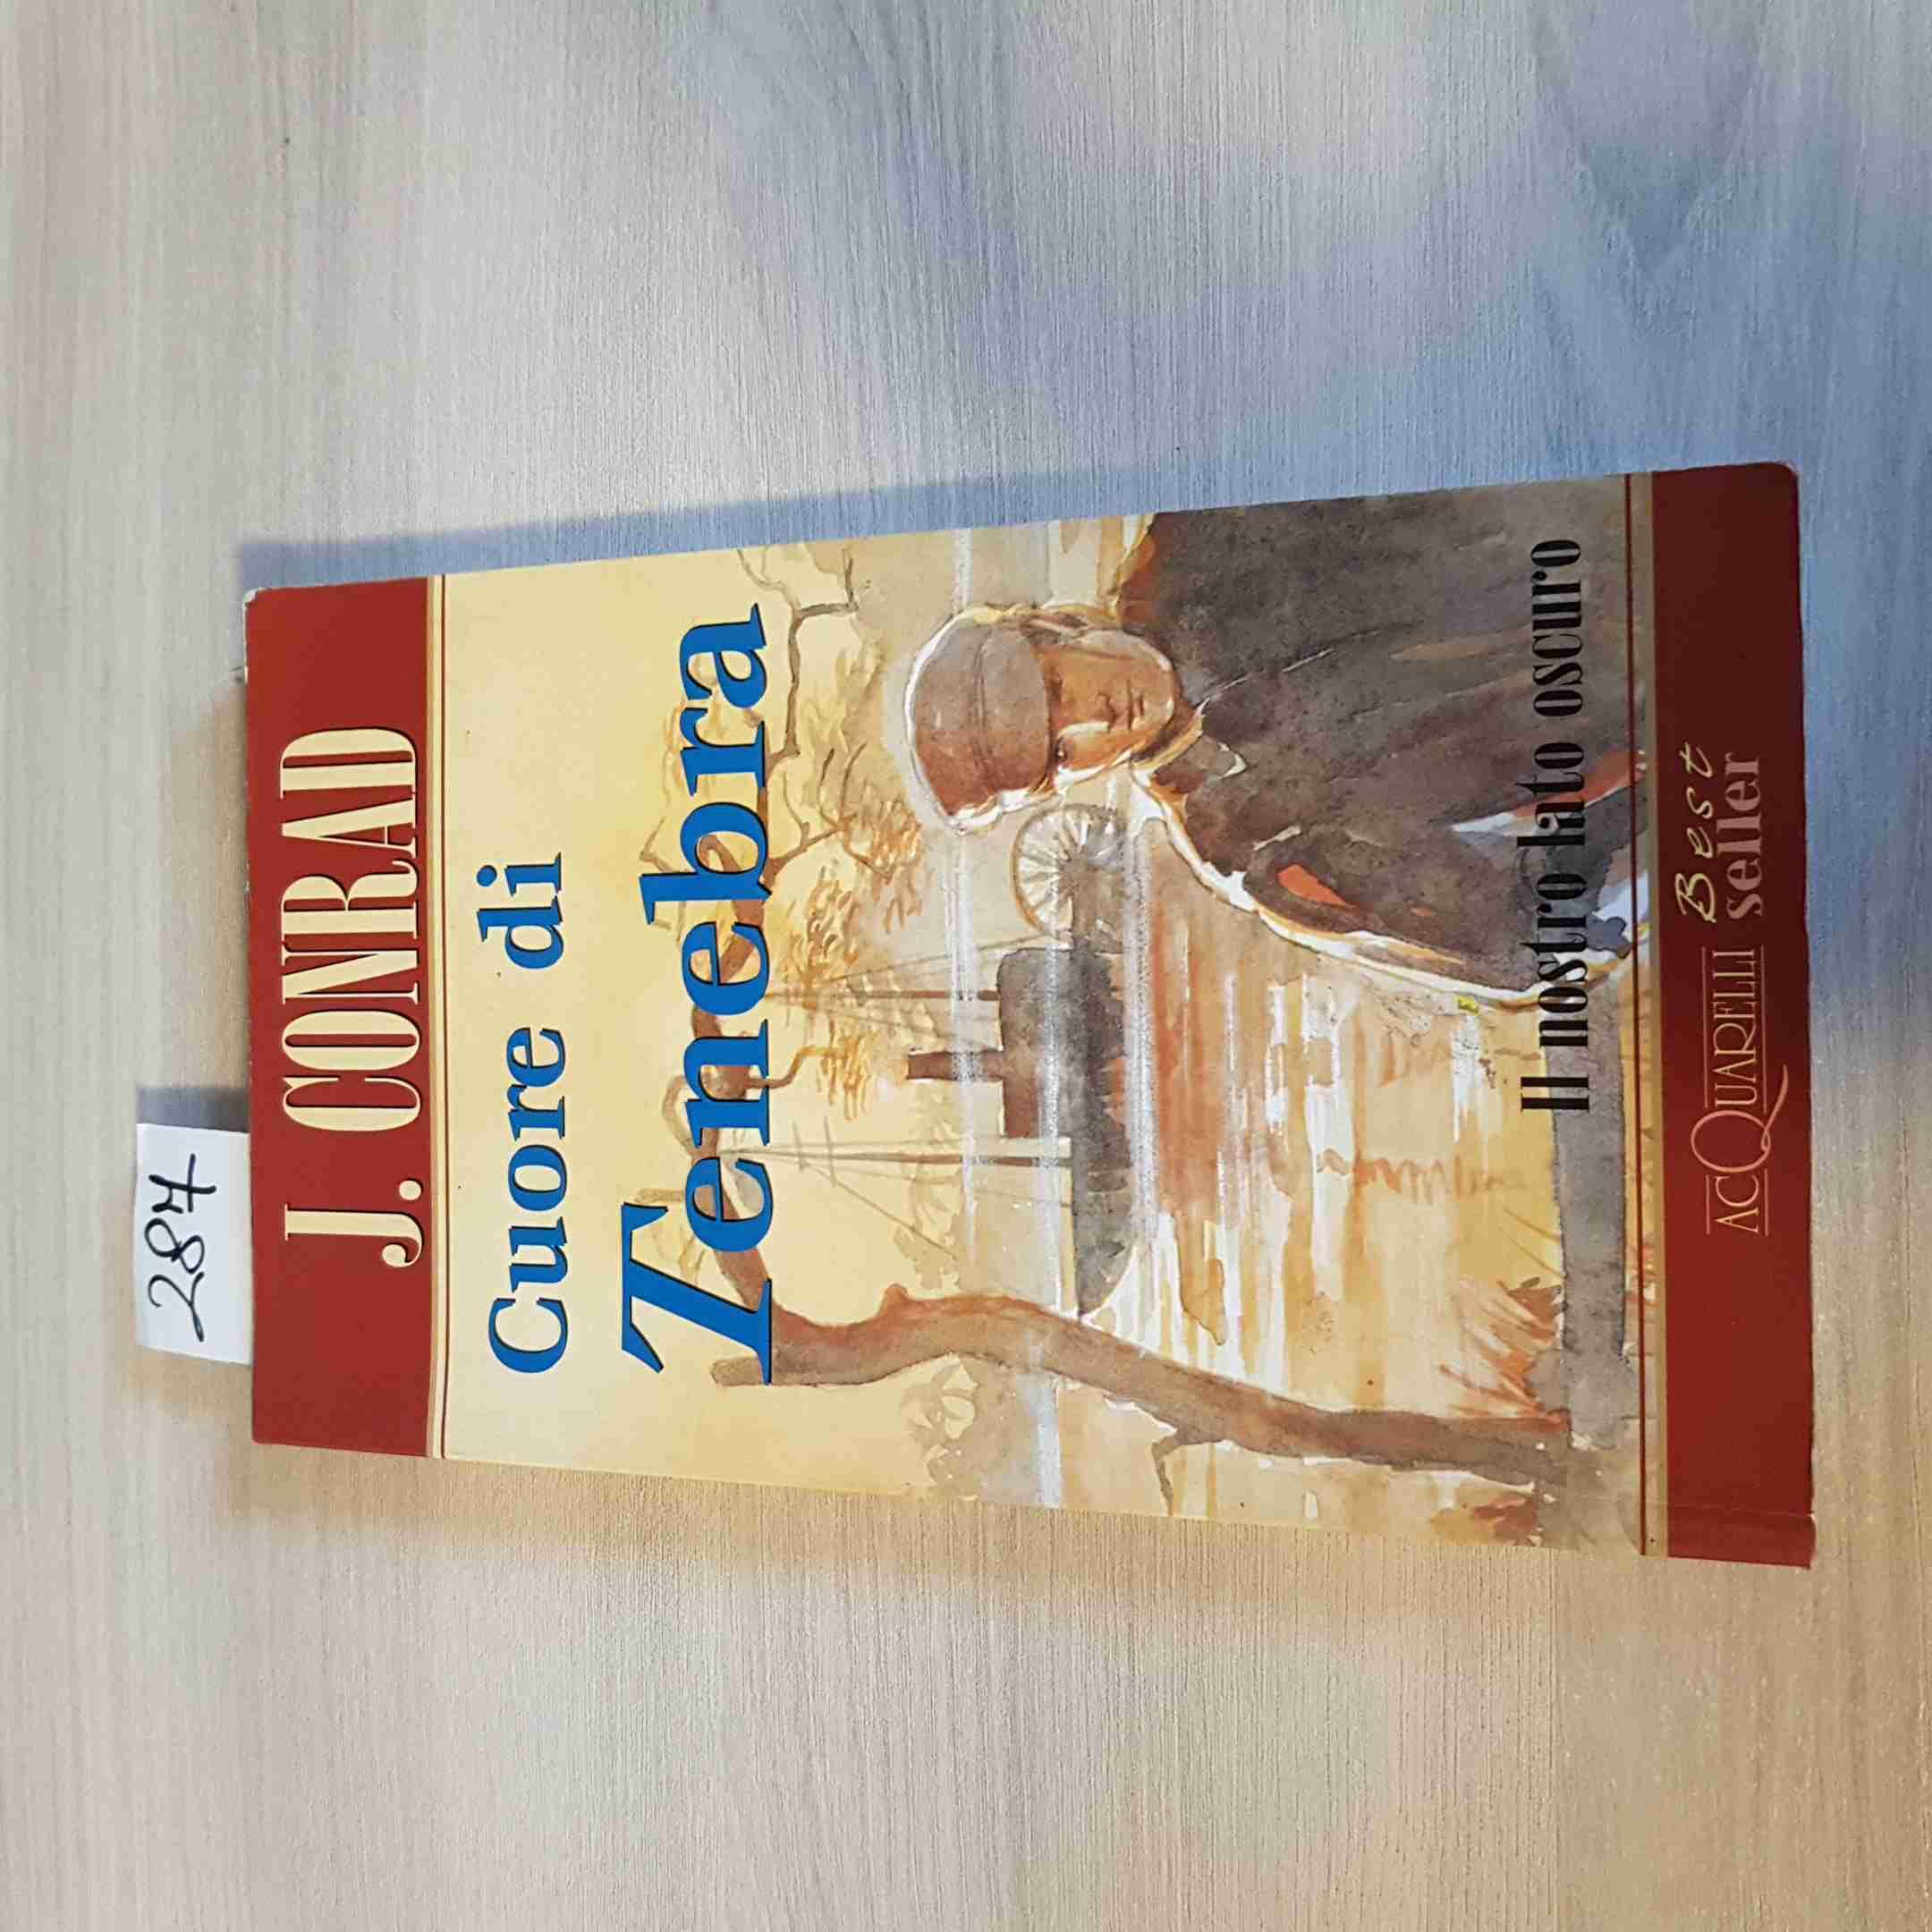 287
J. CONRAD
Cuore di
Tenebra
Il nostro lato oscuro
ACQUARELLI Best
seller